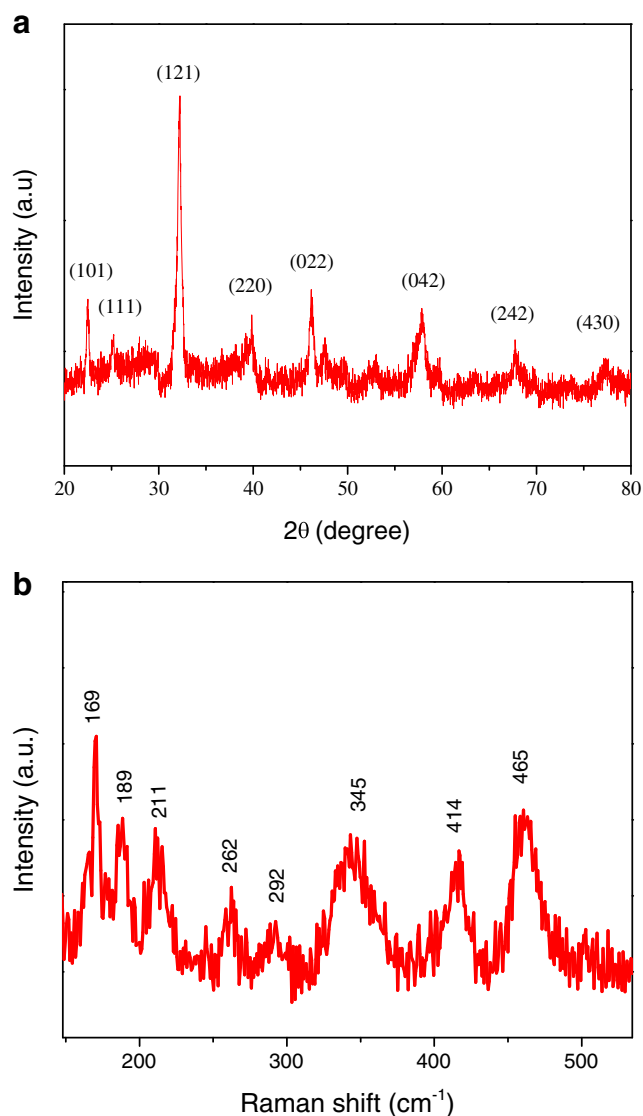 a
(121)
(101)
(111)
(220)
(022)
(042)
(242)
(430)
Intensity (a.u)
20 30 40 50 60 70 80
2θ (degree)
b
169
189
211
262
292
345
414
465
Intensity (a.u.)
200 300 400 500
Raman shift (cm⁻¹)